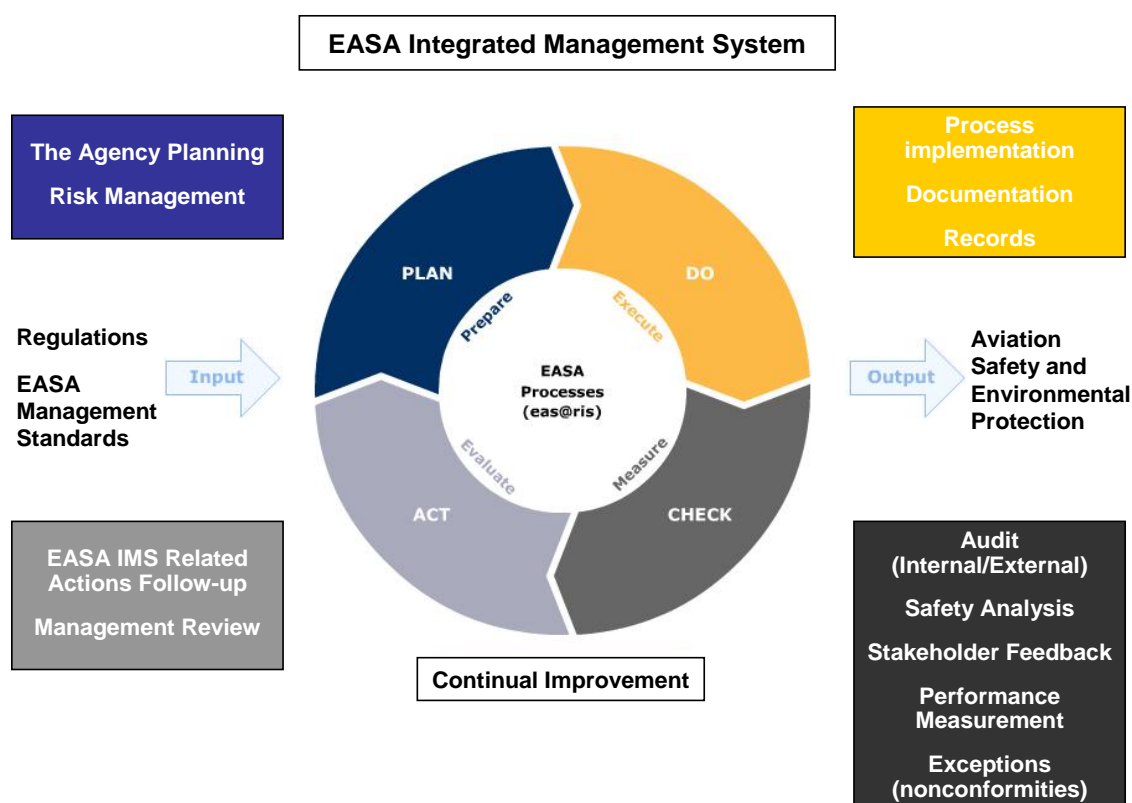 EASA Integrated Management System
The Agency Planning
Risk Management
Process
implementation
Documentation
Records
PLAN
DO
Prepare
Execute
Regulations
EASA
Management
Standards
Input
EASA
Processes
(eas@ris)
Output
Aviation
Safety and
Environmental
Protection
Evaluate
Measure
ACT
CHECK
EASA IMS Related
Actions Follow-up
Management Review
Audit
(Internal/External)
Safety Analysis
Stakeholder Feedback
Performance
Measurement
Exceptions
(nonconformities)
Continual Improvement